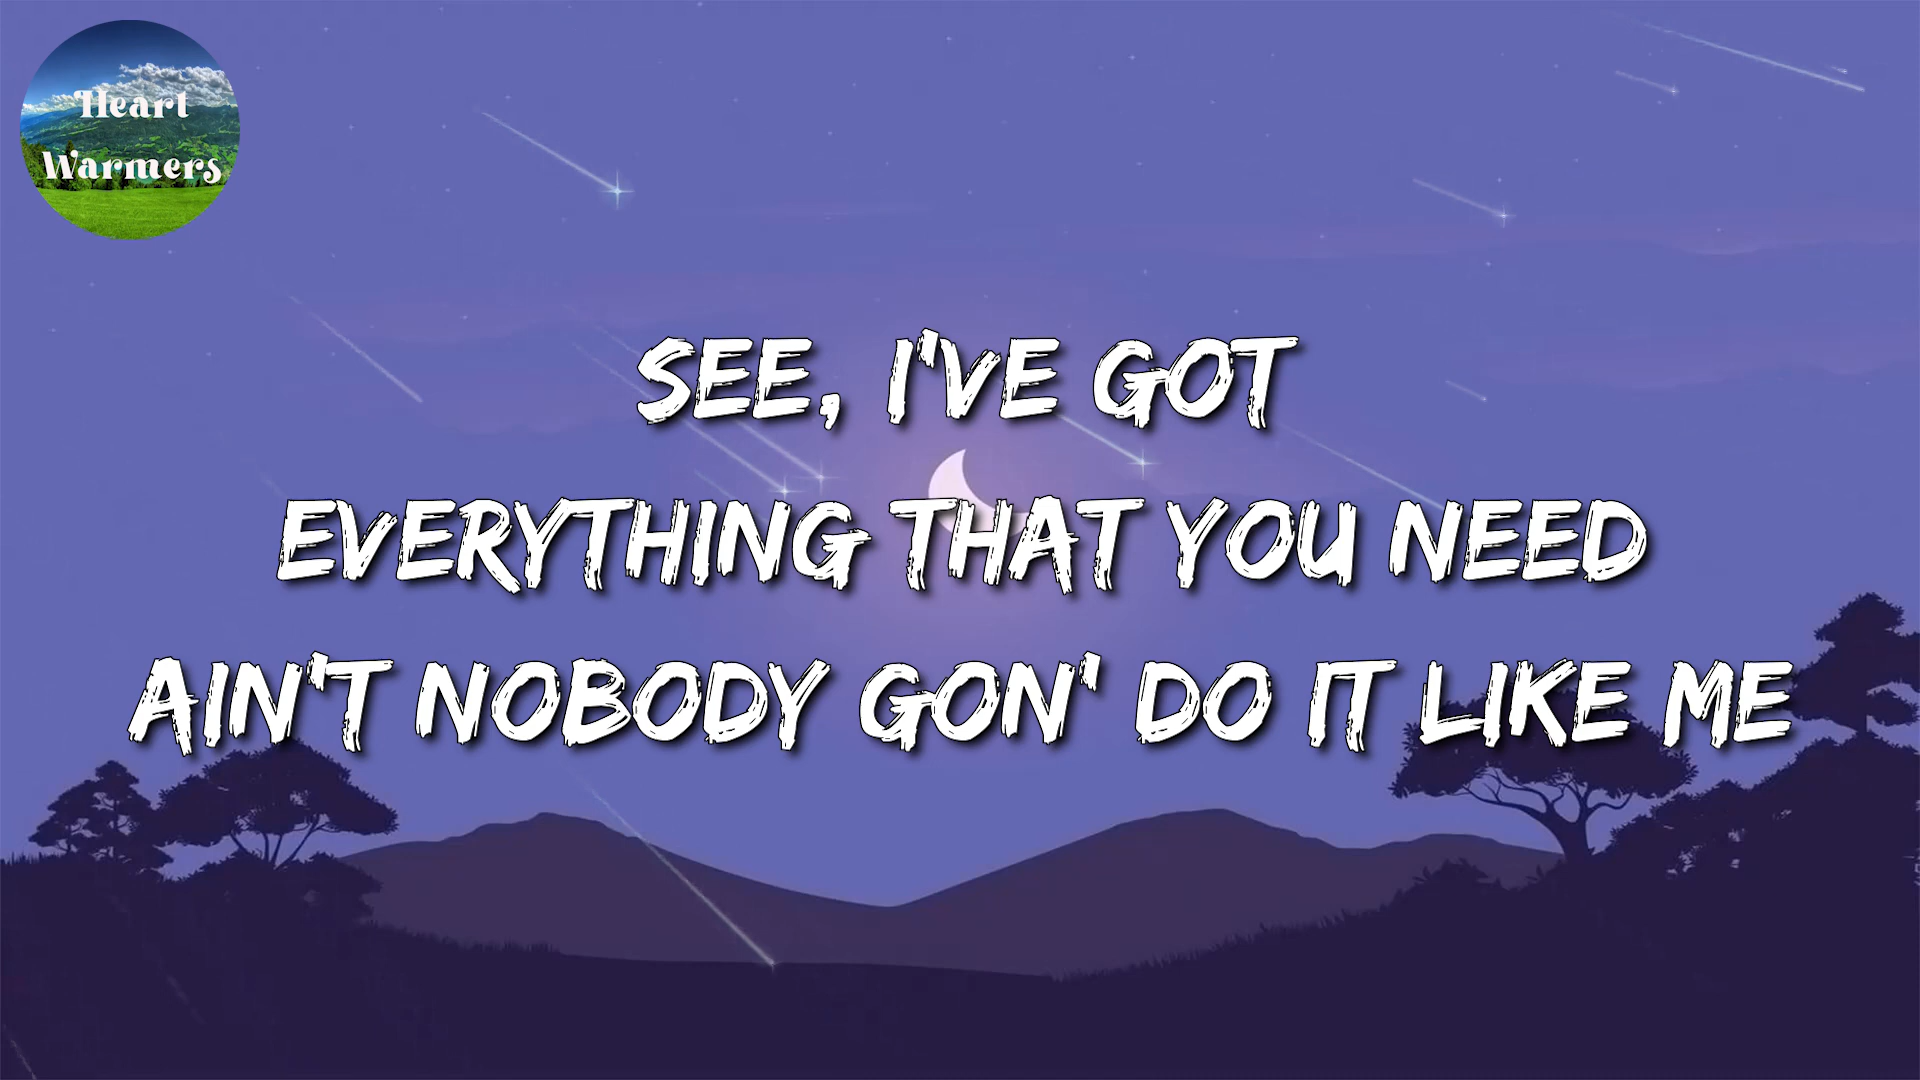 Heart
Warmers
SEE, I'VE GOT
EVERYTHING THAT YOU NEED
AIN'T NOBODY GON' DO IT LIKE ME